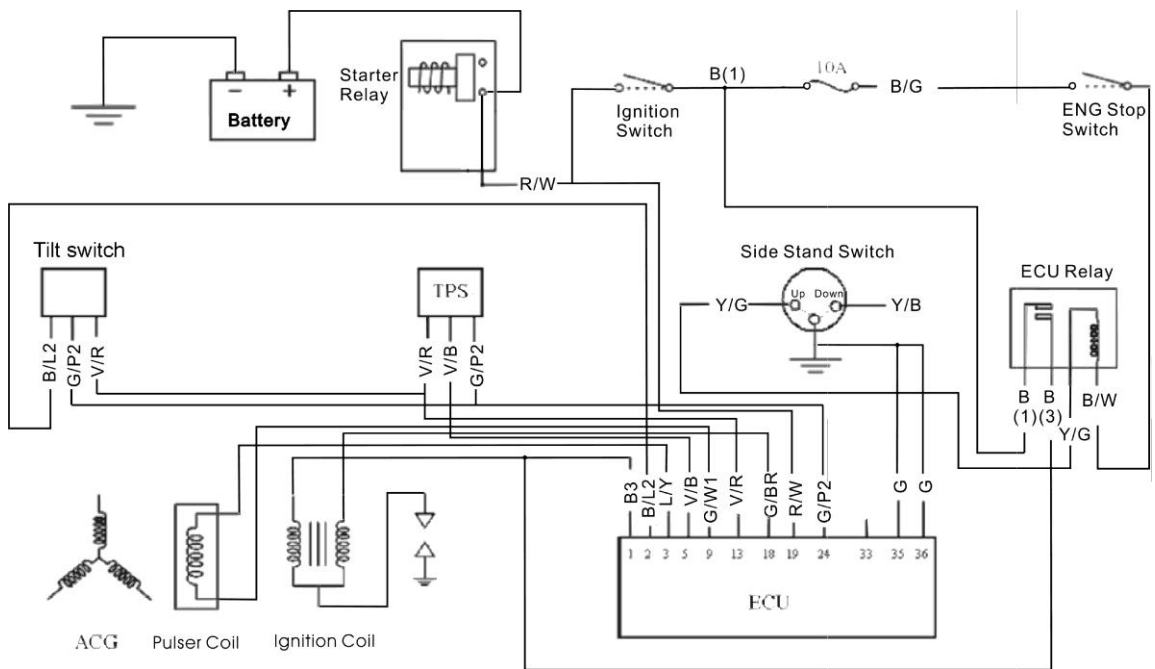 Starter
Relay
−
+
Battery
R/W
Ignition
Switch
B(1)
10A
B/G
ENG Stop
Switch
Tilt switch
B/L2
G/P2
V/R
TPS
V/R
V/B
G/P2
Side Stand Switch
Up
Down
Y/G
Y/B
ECU Relay
B
(1)
B
(3)
Y/G
B/W
B3
B/L2
L/Y
V/B
G/W1
V/R
G/BR
R/W
G/P2
G
G
1
2
3
5
9
13
18
19
24
33
35
36
ECU
ACG
Pulser Coil
Ignition Coil